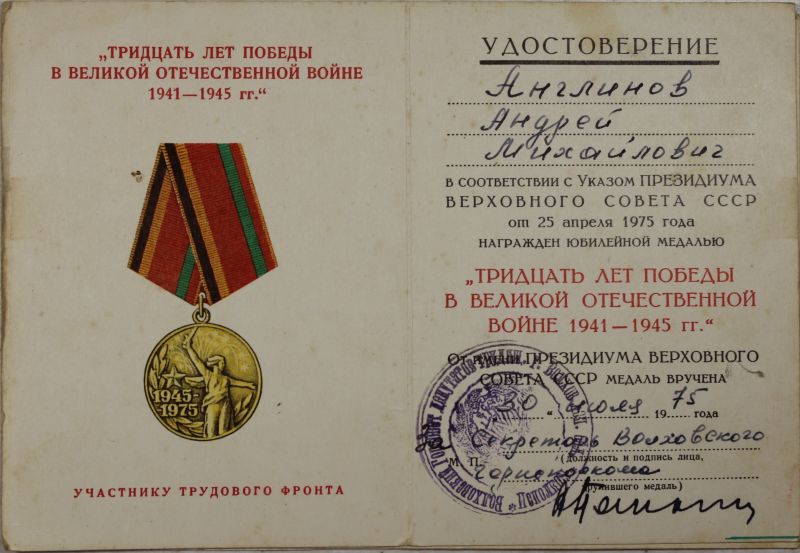 „ТРИДЦАТЬ ЛЕТ ПОБЕДЫ
В ВЕЛИКОЙ ОТЕЧЕСТВЕННОЙ ВОЙНЕ
1941—1945 гг.“
1945-
1975
УЧАСТНИКУ ТРУДОВОГО ФРОНТА
УДОСТОВЕРЕНИЕ
Англинов
Андрей
Михайлович
В СООТВЕТСТВИИ С УКАЗОМ ПРЕЗИДИУМА
ВЕРХОВНОГО СОВЕТА СССР
от 25 апреля 1975 года
НАГРАЖДЕН ЮБИЛЕЙНОЙ МЕДАЛЬЮ
„ТРИДЦАТЬ ЛЕТ ПОБЕДЫ
В ВЕЛИКОЙ ОТЕЧЕСТВЕННОЙ
ВОЙНЕ 1941—1945 гг.“
ОТ ИМЕНИ ПРЕЗИДИУМА ВЕРХОВНОГО
СОВЕТА СССР МЕДАЛЬ ВРУЧЕНА
„30“ июля 1975 года
Секретарь Волховского
М. П. (должность и подпись лица,
Горисполкома
вручившего медаль)